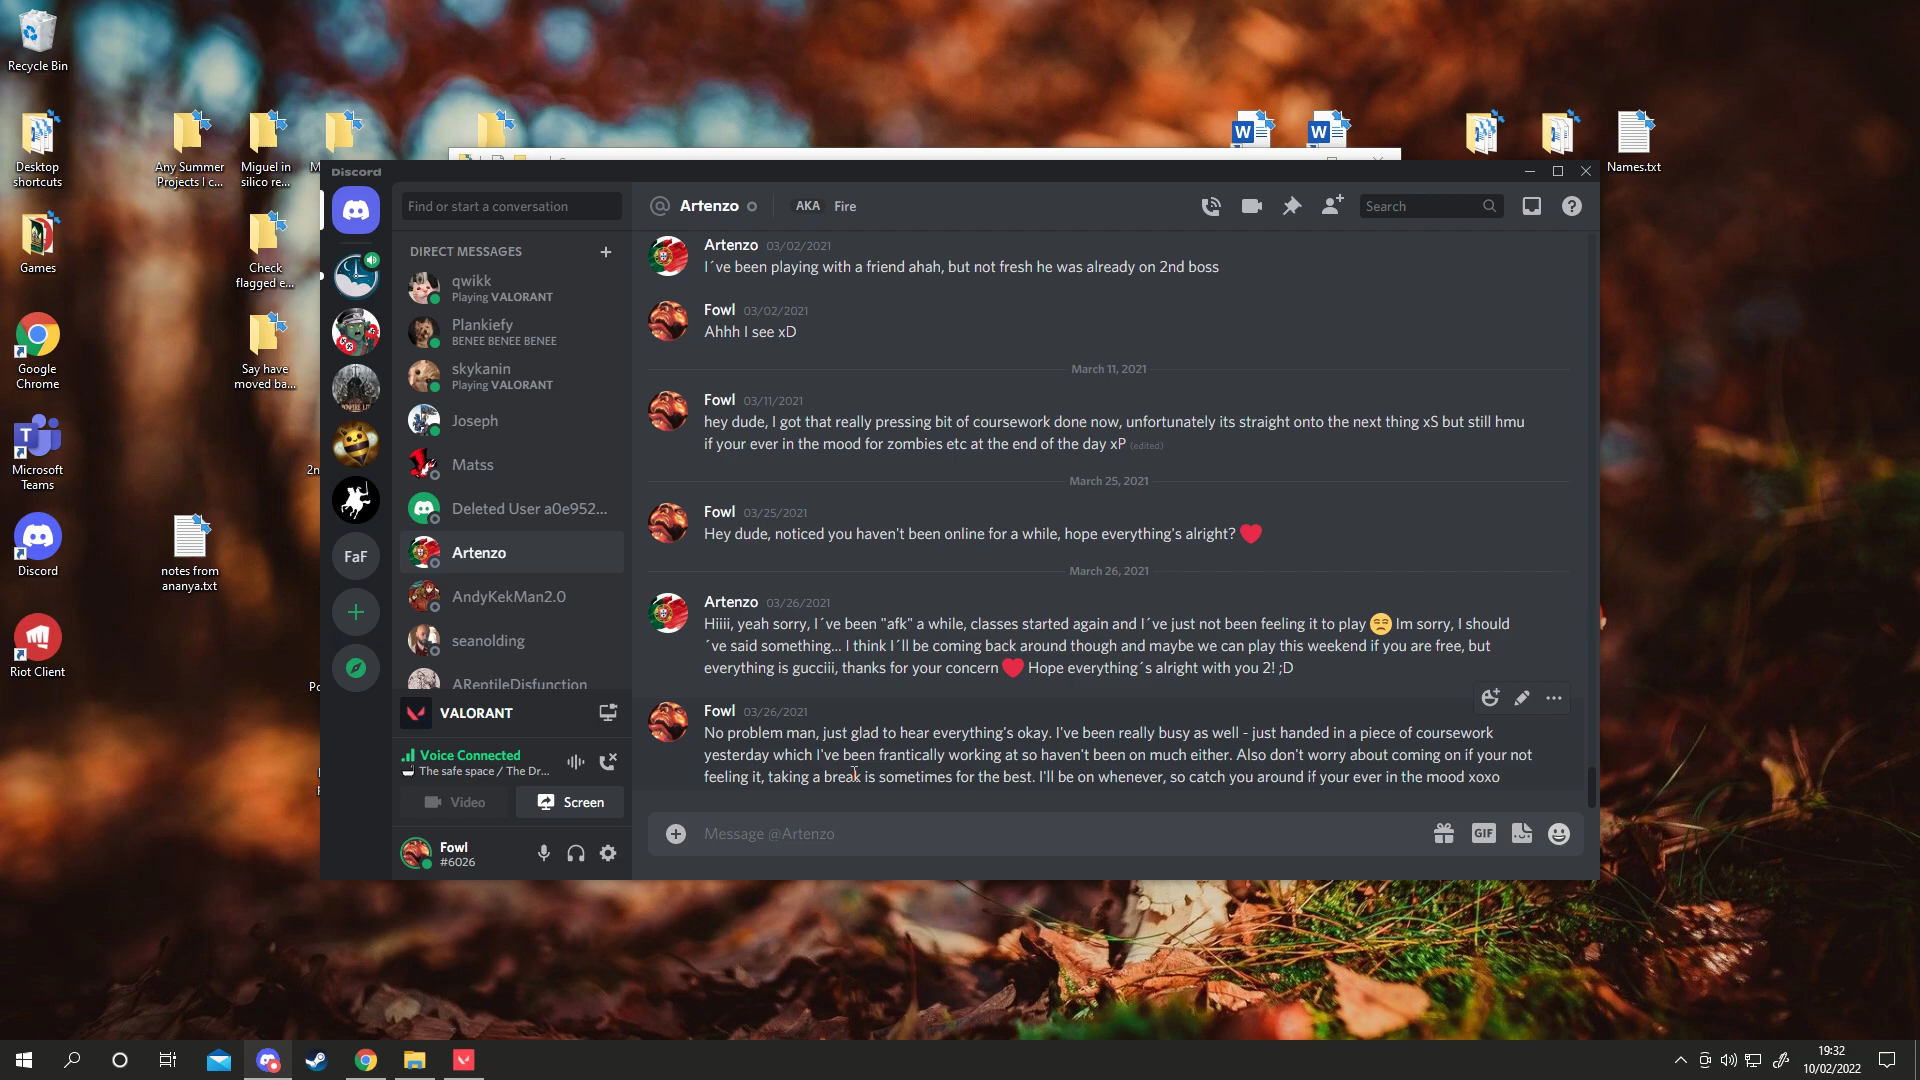 Recycle Bin
Desktop
shortcuts
Any Summer
Projects I c...
Miguel in
silico re...
Names.txt
Games
Check
flagged e...
Google
Chrome
Say have
moved ba...
Microsoft
Teams
Discord
notes from
ananya.txt
Riot Client
Discord
Find or start a conversation
DIRECT MESSAGES
qwikk
Playing VALORANT
Plankiefy
BENEE BENEE BENEE
skykanin
Playing VALORANT
Joseph
Matss
Deleted User a0e952...
Artenzo
AndyKekMan2.0
seanolding
AReptileDisfunction
FaF
VALORANT
Voice Connected
The safe space / The Dr...
Video
Screen
Fowl
#6026
Artenzo
AKA Fire
Search
Artenzo 03/02/2021
I´ve been playing with a friend ahah, but not fresh he was already on 2nd boss
Fowl 03/02/2021
Ahhh I see xD
March 11, 2021
Fowl 03/11/2021
hey dude, I got that really pressing bit of coursework done now, unfortunately its straight onto the next thing xS but still hmu
if your ever in the mood for zombies etc at the end of the day xP (edited)
March 25, 2021
Fowl 03/25/2021
Hey dude, noticed you haven't been online for a while, hope everything's alright? ❤️
March 26, 2021
Artenzo 03/26/2021
Hiiii, yeah sorry, I´ve been "afk" a while, classes started again and I´ve just not been feeling it to play 😒 Im sorry, I should
´ve said something... I think I´ll be coming back around though and maybe we can play this weekend if you are free, but
everything is gucciii, thanks for your concern ❤️ Hope everything´s alright with you 2! ;D
Fowl 03/26/2021
No problem man, just glad to hear everything's okay. I've been really busy as well - just handed in a piece of coursework
yesterday which I've been frantically working at so haven't been on much either. Also don't worry about coming on if your not
feeling it, taking a break is sometimes for the best. I'll be on whenever, so catch you around if your ever in the mood xoxo
Message @Artenzo
GIF
19:32
10/02/2022